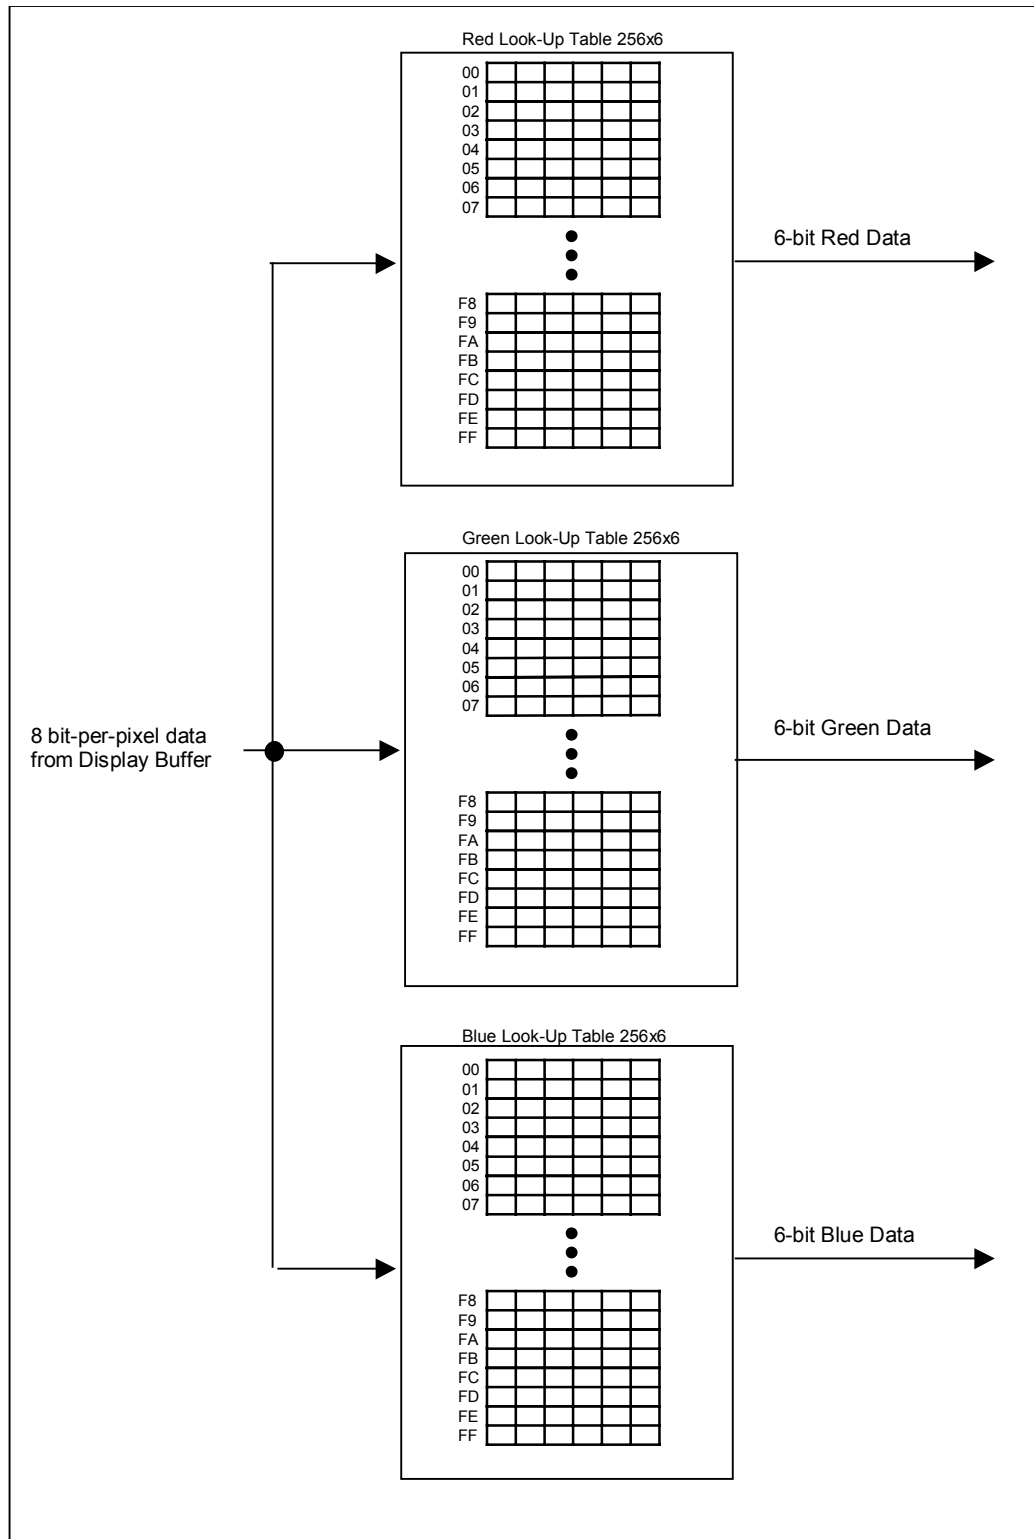 Red Look-Up Table 256x6
00
01
02
03
04
05
06
07
6-bit Red Data
F8
F9
FA
FB
FC
FD
FE
FF
Green Look-Up Table 256x6
00
01
02
03
04
05
06
07
8 bit-per-pixel data
from Display Buffer
6-bit Green Data
F8
F9
FA
FB
FC
FD
FE
FF
Blue Look-Up Table 256x6
00
01
02
03
04
05
06
07
6-bit Blue Data
F8
F9
FA
FB
FC
FD
FE
FF